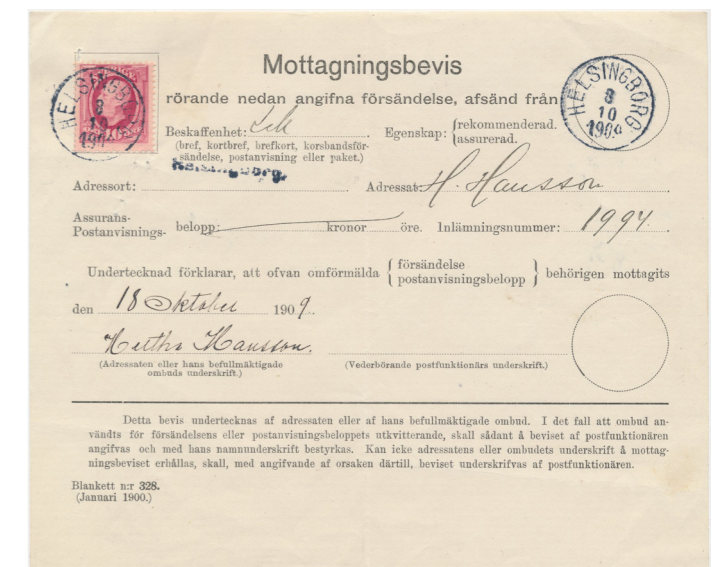 Mottagningsbevis
HELSINGBORG
8
10
1909
HELSINGBORG
8
10
1909
rörande nedan angifna försändelse, afsänd från
Beskaffenhet:
Egenskap: {rekommenderad.
assurerad.
(bref, kortbref, brefkort, korsbandsför-
sändelse, postanvisning eller paket.)
Helsingborg.
Adressort: Adressat: H. Hansson
Assurans-
Postanvisnings- belopp: kronor öre. Inlämningsnummer: 1994.
Undertecknad förklarar, att ofvan omförmälda { försändelse
postanvisningsbelopp } behörigen mottagits
den 18 Oktober 1909.
Hansson.
(Adressaten eller hans befullmäktigade
ombuds underskrift.)
(Vederbörande postfunktionärs underskrift.)
Detta bevis undertecknas af adressaten eller af hans befullmäktigade ombud. I det fall att ombud an-
vändts för försändelsens eller postanvisningsbeloppets utkvitterande, skall sådant å beviset af postfunktionären
angifvas och med hans namnunderskrift bestyrkas. Kan icke adressatens eller ombudets underskrift å mottag-
ningsbeviset erhållas, skall, med angifvande af orsaken därtill, beviset underskrifvas af postfunktionären.
Blankett n:r 328.
(Januari 1900.)